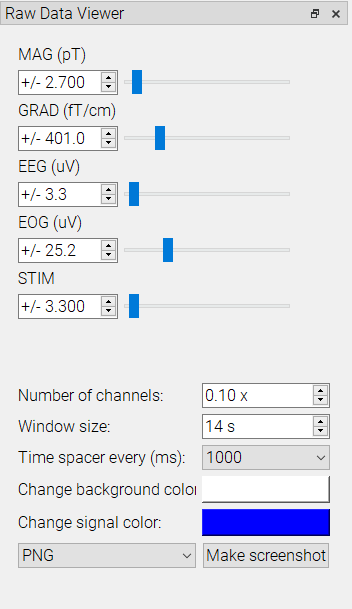 Raw Data Viewer
MAG (pT)
+/- 2.700
GRAD (fT/cm)
+/- 401.0
EEG (uV)
+/- 3.3
EOG (uV)
+/- 25.2
STIM
+/- 3.300
Number of channels: 0.10 x
Window size: 14 s
Time spacer every (ms): 1000
Change background color
Change signal color:
PNG Make screenshot